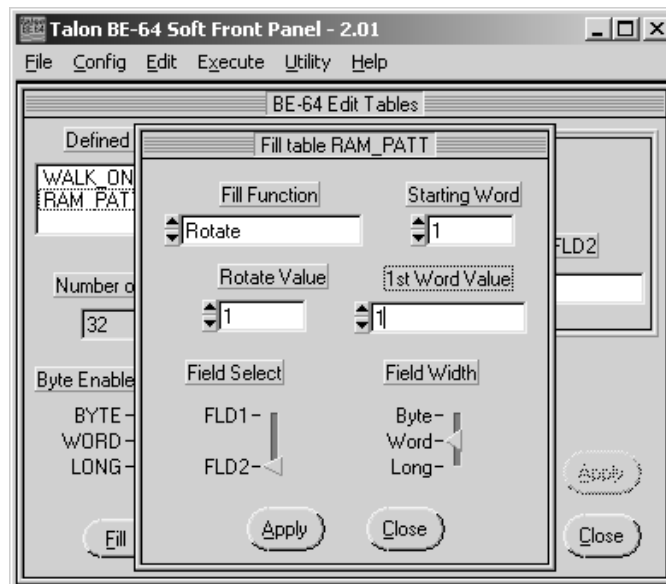 Talon BE-64 Soft Front Panel - 2.01
File Config Edit Execute Utility Help
BE-64 Edit Tables
Defined
WALK_ON
RAM_PATT
Number o
32
Byte Enable
BYTE
WORD
LONG
Fill
Fill table RAM_PATT
Fill Function
Rotate
Starting Word
1
Rotate Value
1
1st Word Value
1
Field Select
FLD1
FLD2
Field Width
Byte
Word
Long
Apply
Close
FLD2
Apply
Close